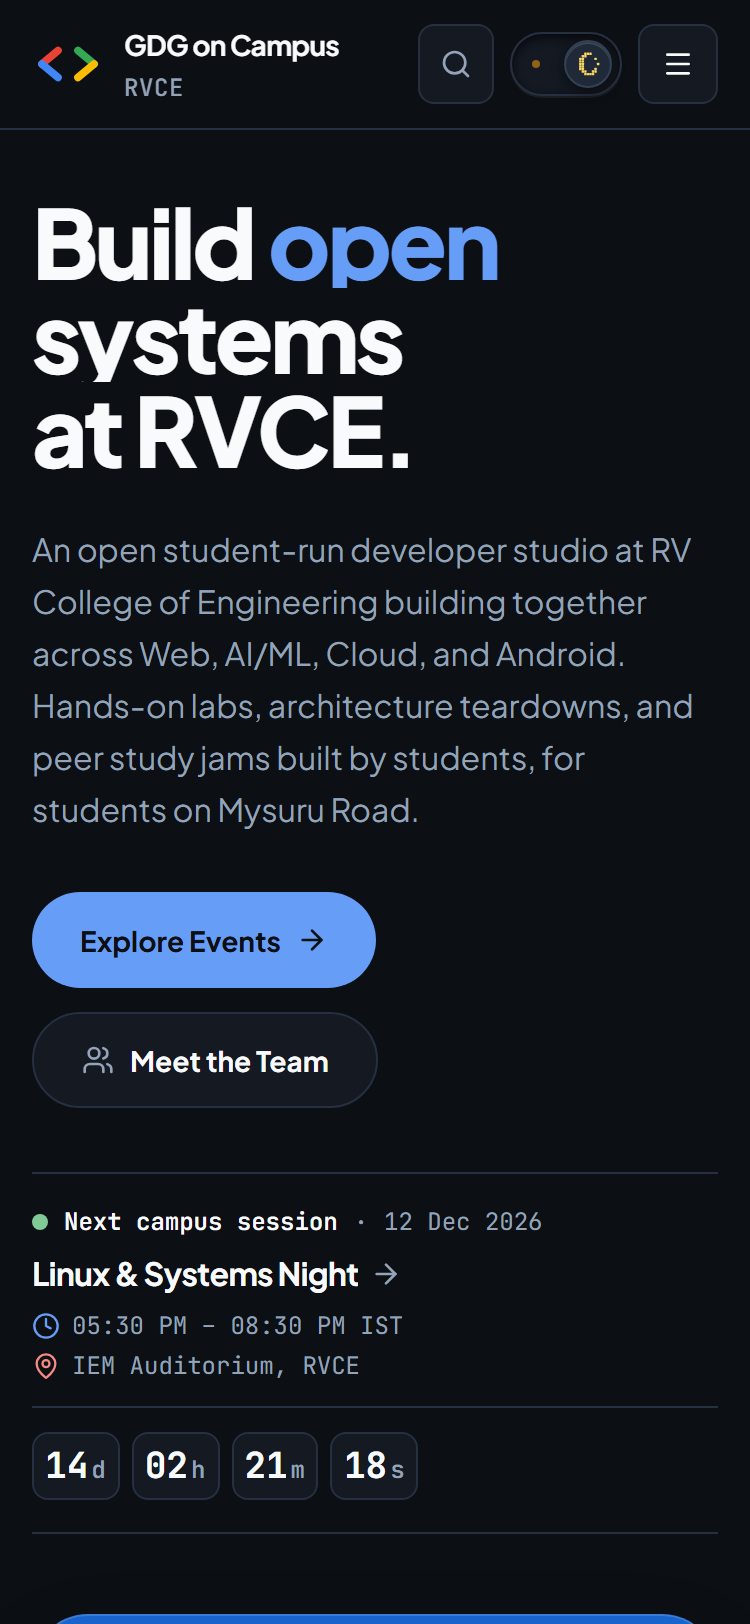 GDG on Campus
RVCE
Build open
systems
at RVCE.
An open student-run developer studio at RV
College of Engineering building together
across Web, AI/ML, Cloud, and Android.
Hands-on labs, architecture teardowns, and
peer study jams built by students, for
students on Mysuru Road.
Explore Events
Meet the Team
Next campus session · 12 Dec 2026
Linux & Systems Night
05:30 PM – 08:30 PM IST
IEM Auditorium, RVCE
14d 02h 21m 18s